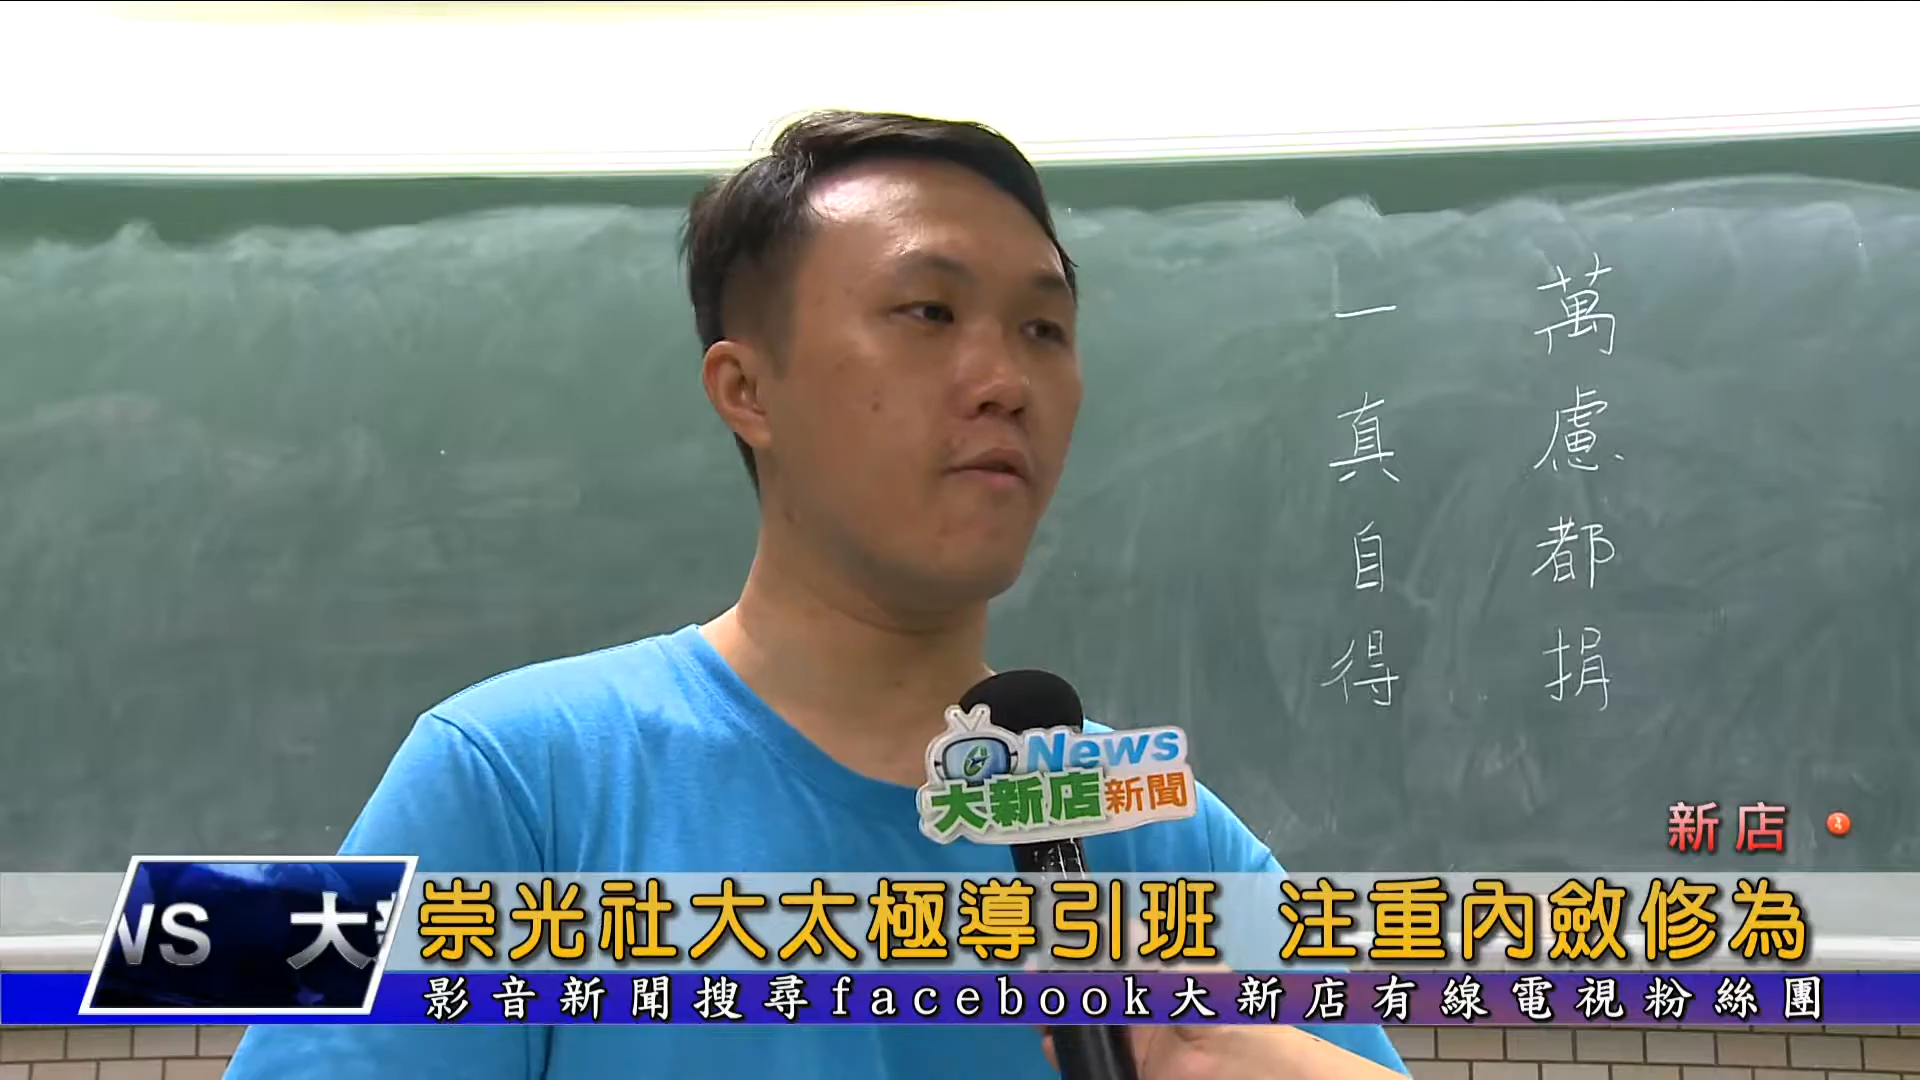 萬慮都捐
一真自得
News
大新店新聞
新店
NS 大新
崇光社大太極導引班 注重內斂修為
影音新聞搜尋facebook大新店有線電視粉絲團